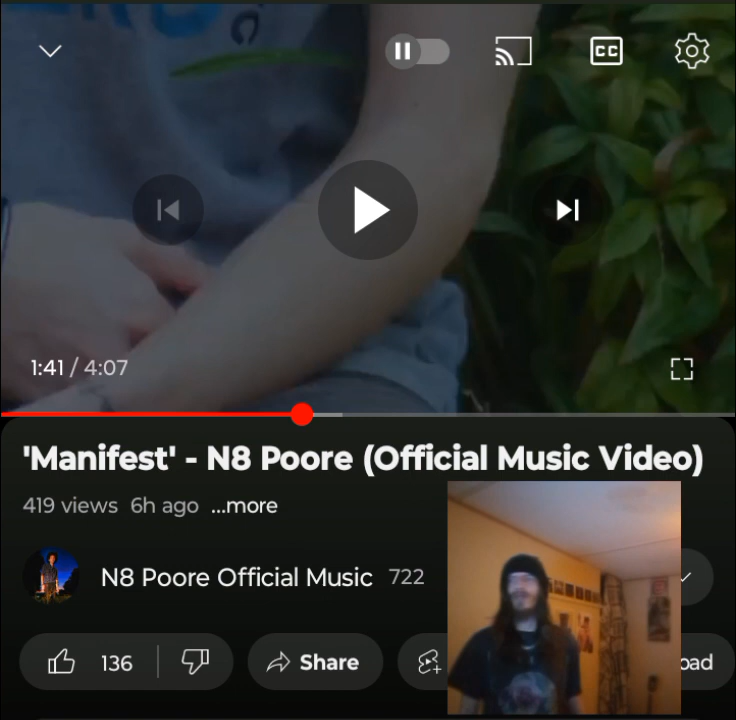 CC
1:41 / 4:07
'Manifest' - N8 Poore (Official Music Video)
419 views 6h ago ...more
N8 Poore Official Music 722
136 Share oad